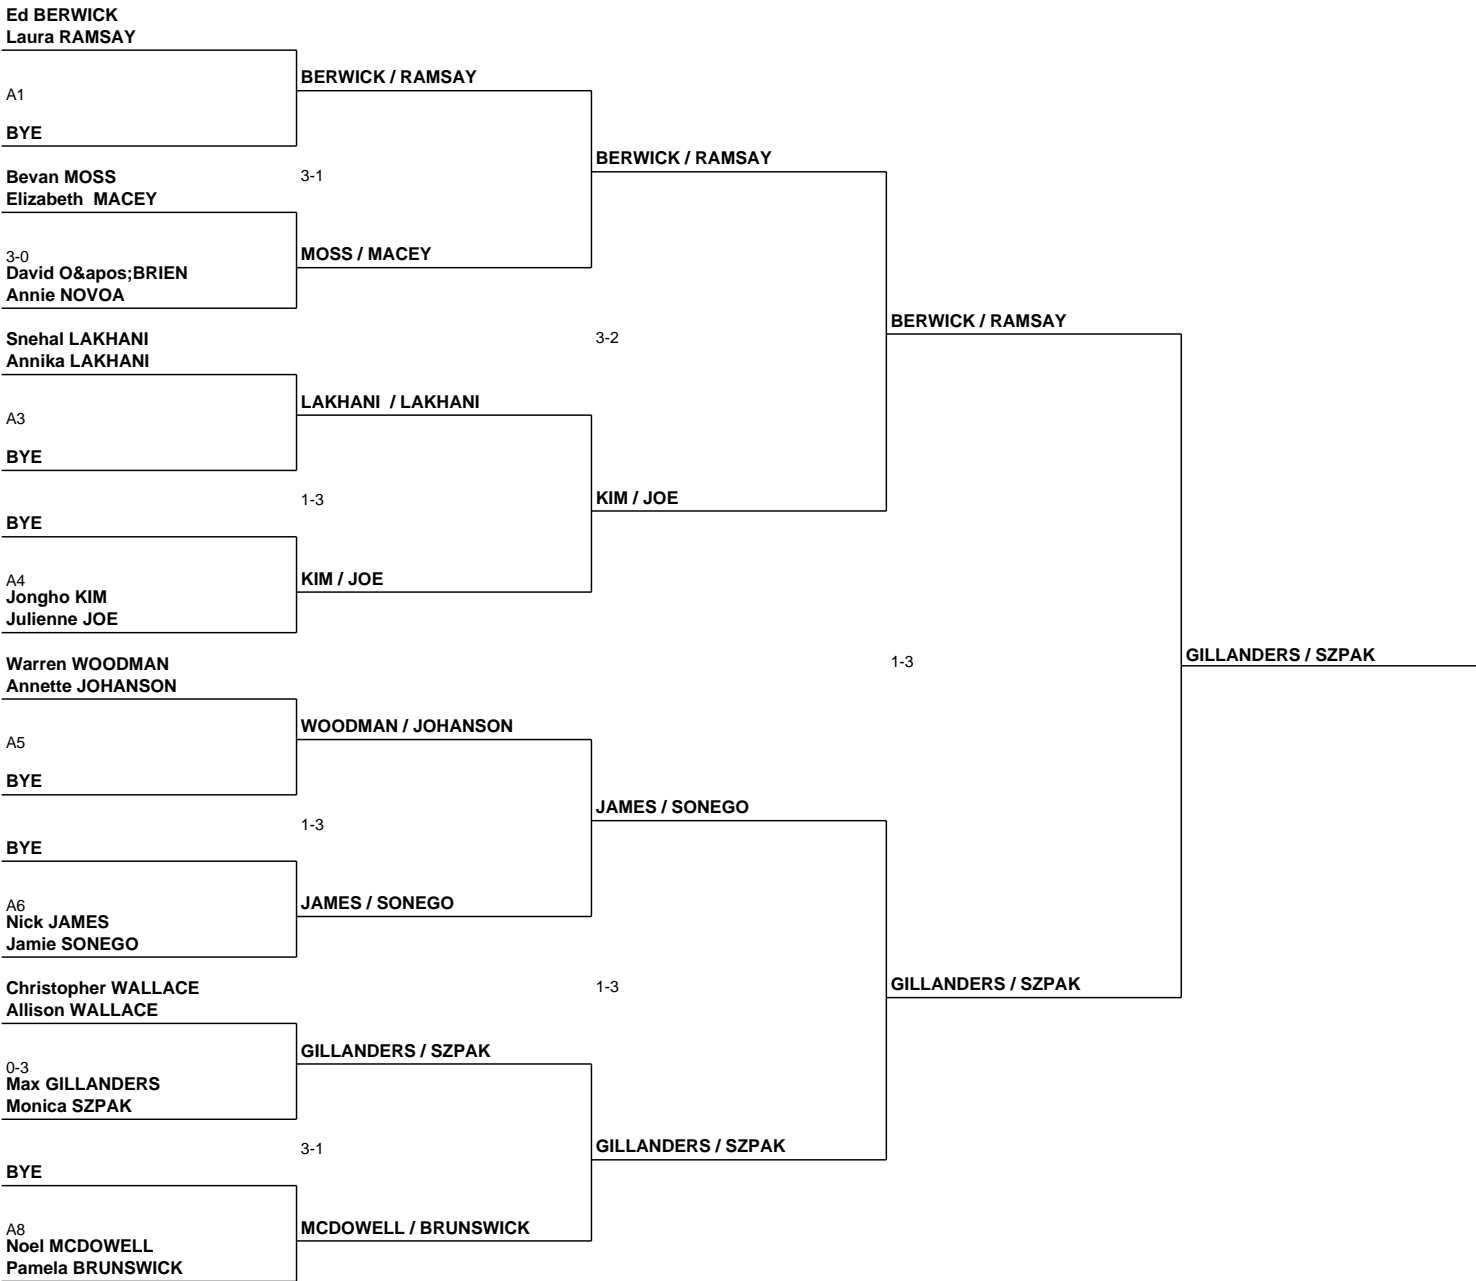 Ed BERWICK
Laura RAMSAY
BERWICK / RAMSAY
A1
BYE
BERWICK / RAMSAY
Bevan MOSS
3-1
Elizabeth  MACEY
MOSS / MACEY
3-0
David O&apos;BRIEN
Annie NOVOA
BERWICK / RAMSAY
Snehal LAKHANI
3-2
Annika LAKHANI
LAKHANI  / LAKHANI
A3
BYE
KIM / JOE
1-3
BYE
KIM / JOE
A4
Jongho KIM
Julienne JOE
GILLANDERS / SZPAK
1-3
Warren WOODMAN
Annette JOHANSON
WOODMAN / JOHANSON
A5
BYE
JAMES / SONEGO
1-3
BYE
JAMES / SONEGO
A6
Nick JAMES
Jamie SONEGO
GILLANDERS / SZPAK
Christopher WALLACE
1-3
Allison WALLACE
GILLANDERS / SZPAK
0-3
Max GILLANDERS
Monica SZPAK
GILLANDERS / SZPAK
3-1
BYE
MCDOWELL / BRUNSWICK
A8
Noel MCDOWELL
Pamela BRUNSWICK